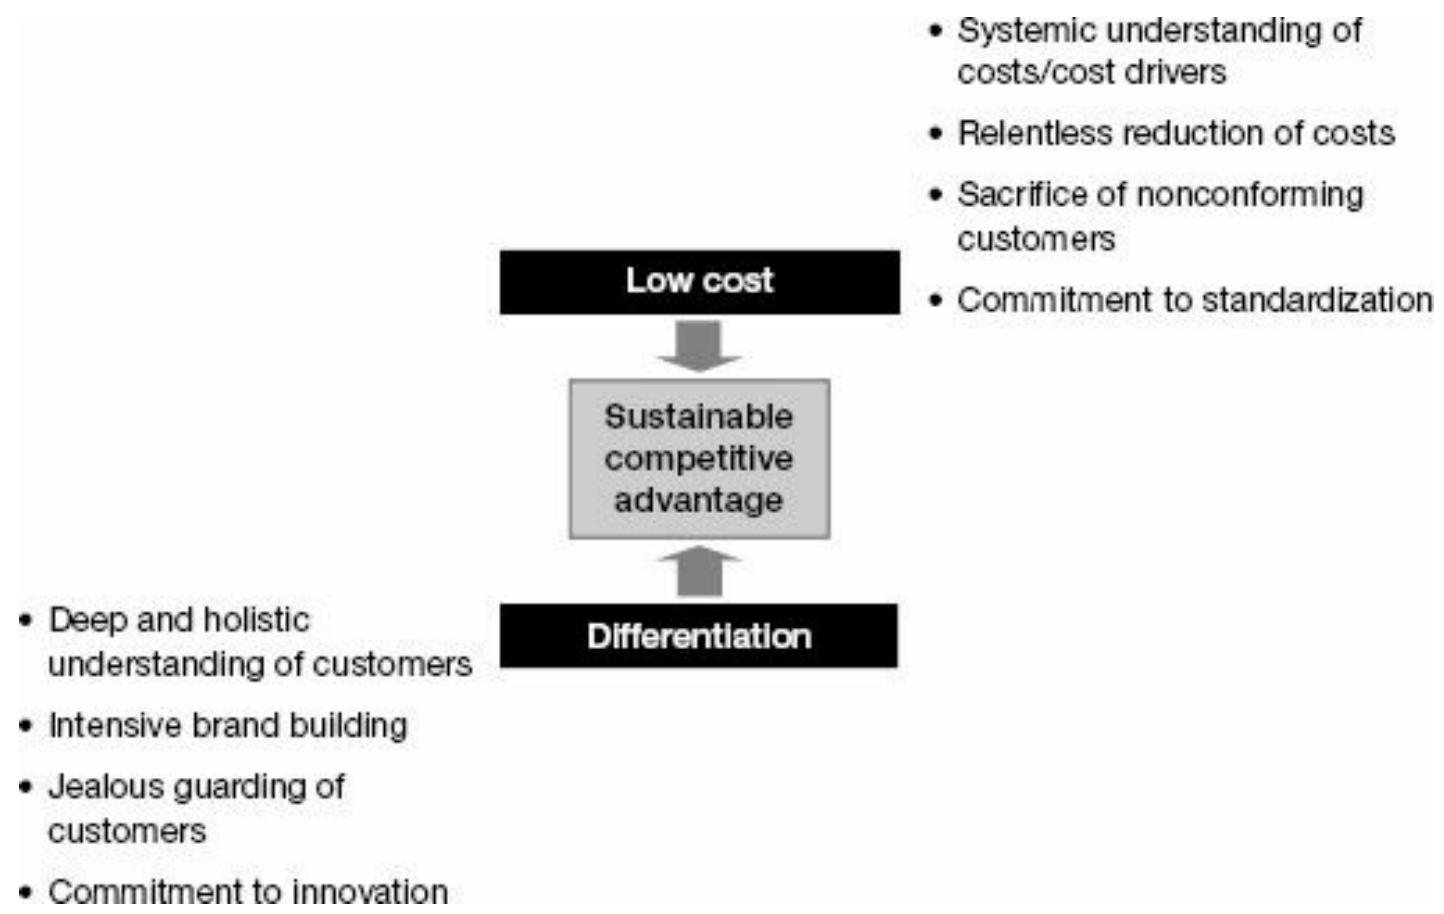 • Systemic understanding of
costs/cost drivers
• Relentless reduction of costs
• Sacrifice of nonconforming
customers
• Commitment to standardization
Low cost
Sustainable
competitive
advantage
Differentiation
• Deep and holistic
understanding of customers
• Intensive brand building
• Jealous guarding of
customers
• Commitment to innovation